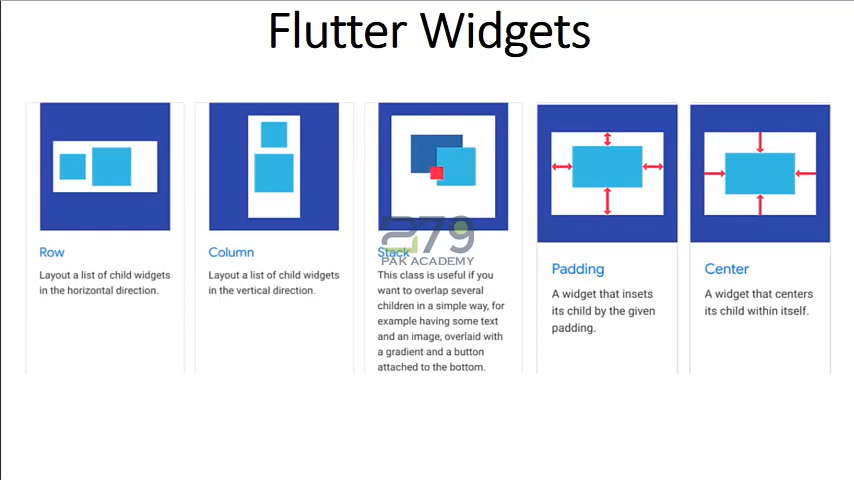 Flutter Widgets
Row
Layout a list of child widgets
in the horizontal direction.
Column
Layout a list of child widgets
in the vertical direction.
279
PAK ACADEMY
Stack
This class is useful if you
want to overlap several
children in a simple way, for
example having some text
and an image, overlaid with
a gradient and a button
attached to the bottom.
Padding
A widget that insets
its child by the given
padding.
Center
A widget that centers
its child within itself.